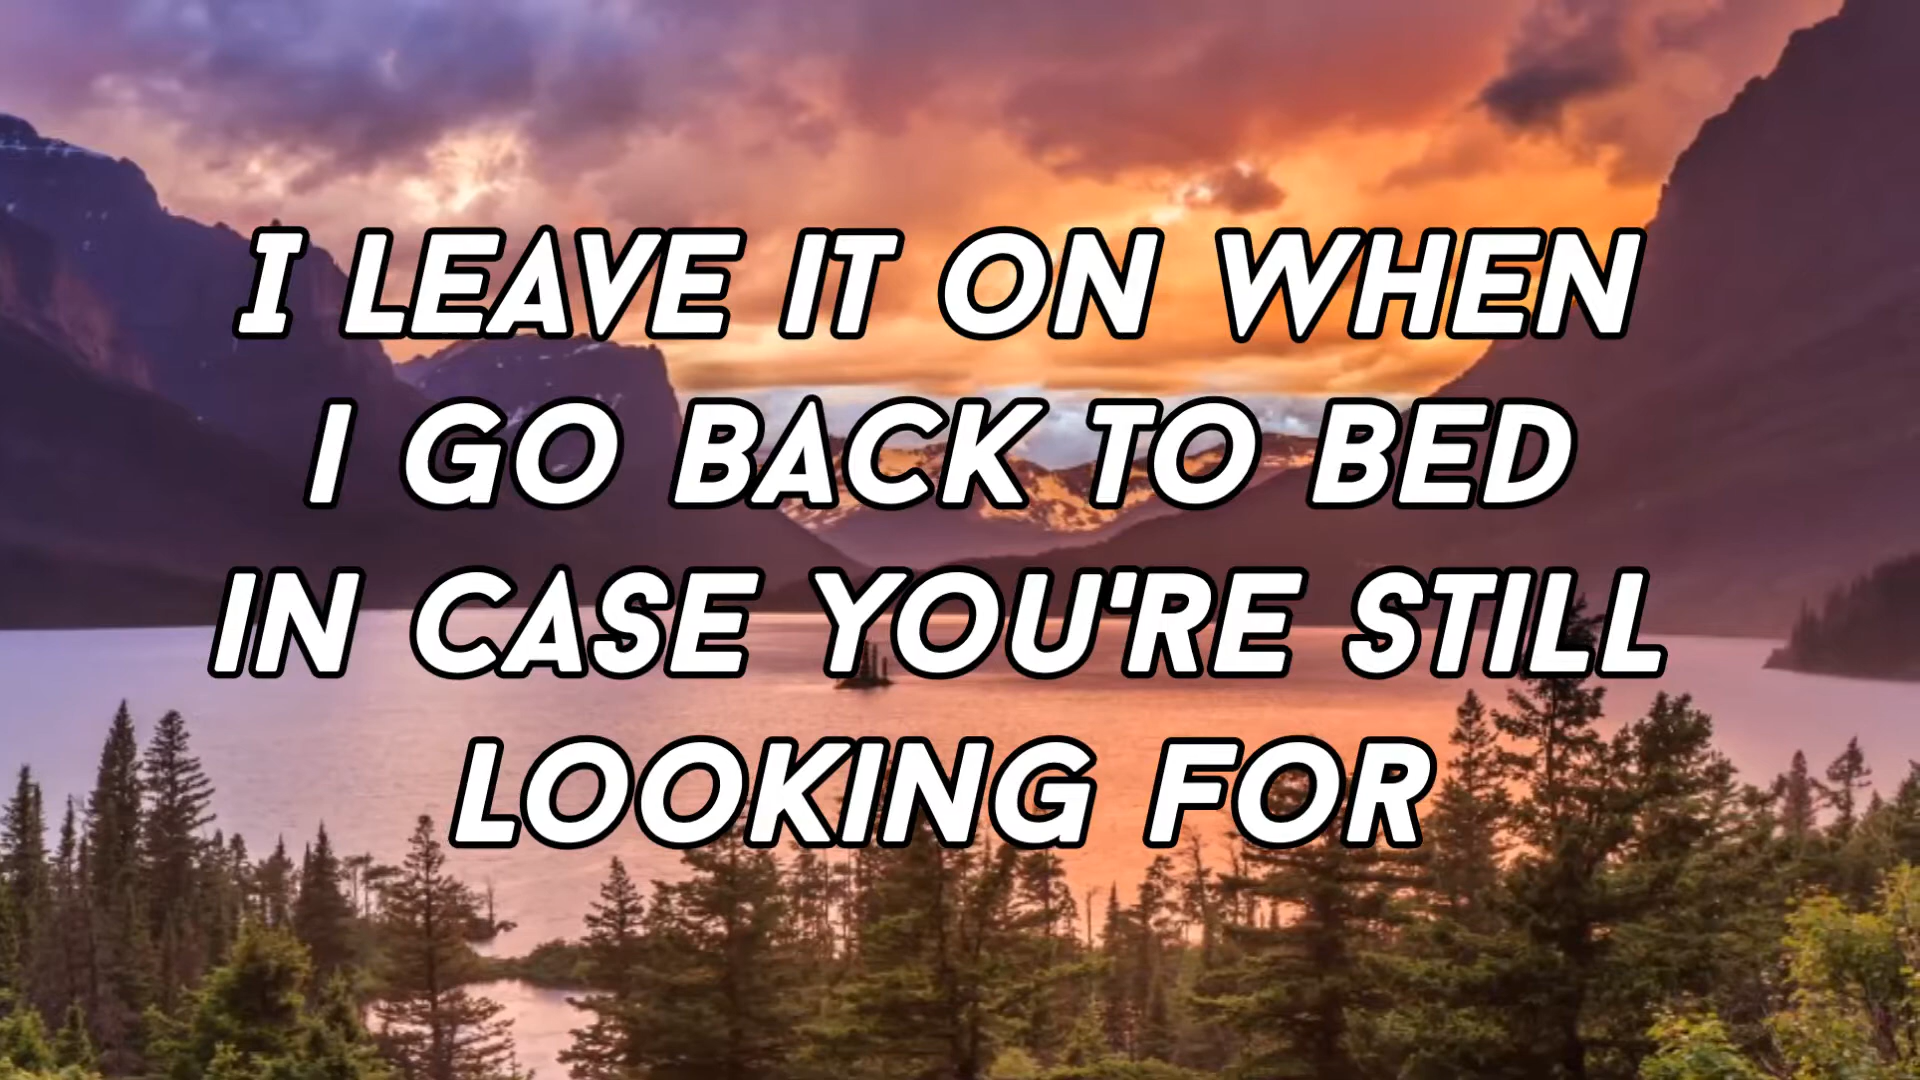 I LEAVE IT ON WHEN
I GO BACK TO BED
IN CASE YOU'RE STILL
LOOKING FOR